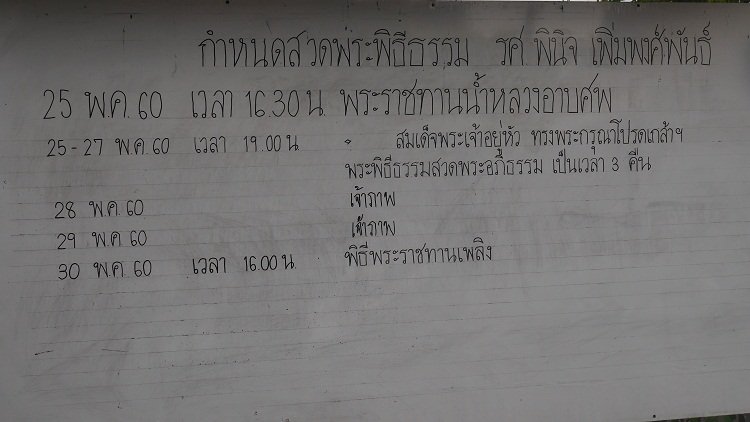 กำหนดสวดพระพิธีธรรม รศ พินิจ เพิ่มพงศ์พันธ์
25 พ.ค. 60 เวลา 16.30 น. พระราชทานน้ำหลวงอาบศพ
25-27 พ.ค. 60 เวลา 19.00 น - สมเด็จพระเจ้าอยู่หัว ทรงพระกรุณาโปรดเกล้าฯ
พระพิธีธรรมสวดพระอภิธรรม เป็นเวลา 3 คืน
28 พ.ค. 60 เจ้าภาพ
29 พ.ค. 60 เจ้าภาพ
30 พ.ค. 60 เวลา 16.00 น. พิธีพระราชทานเพลิง